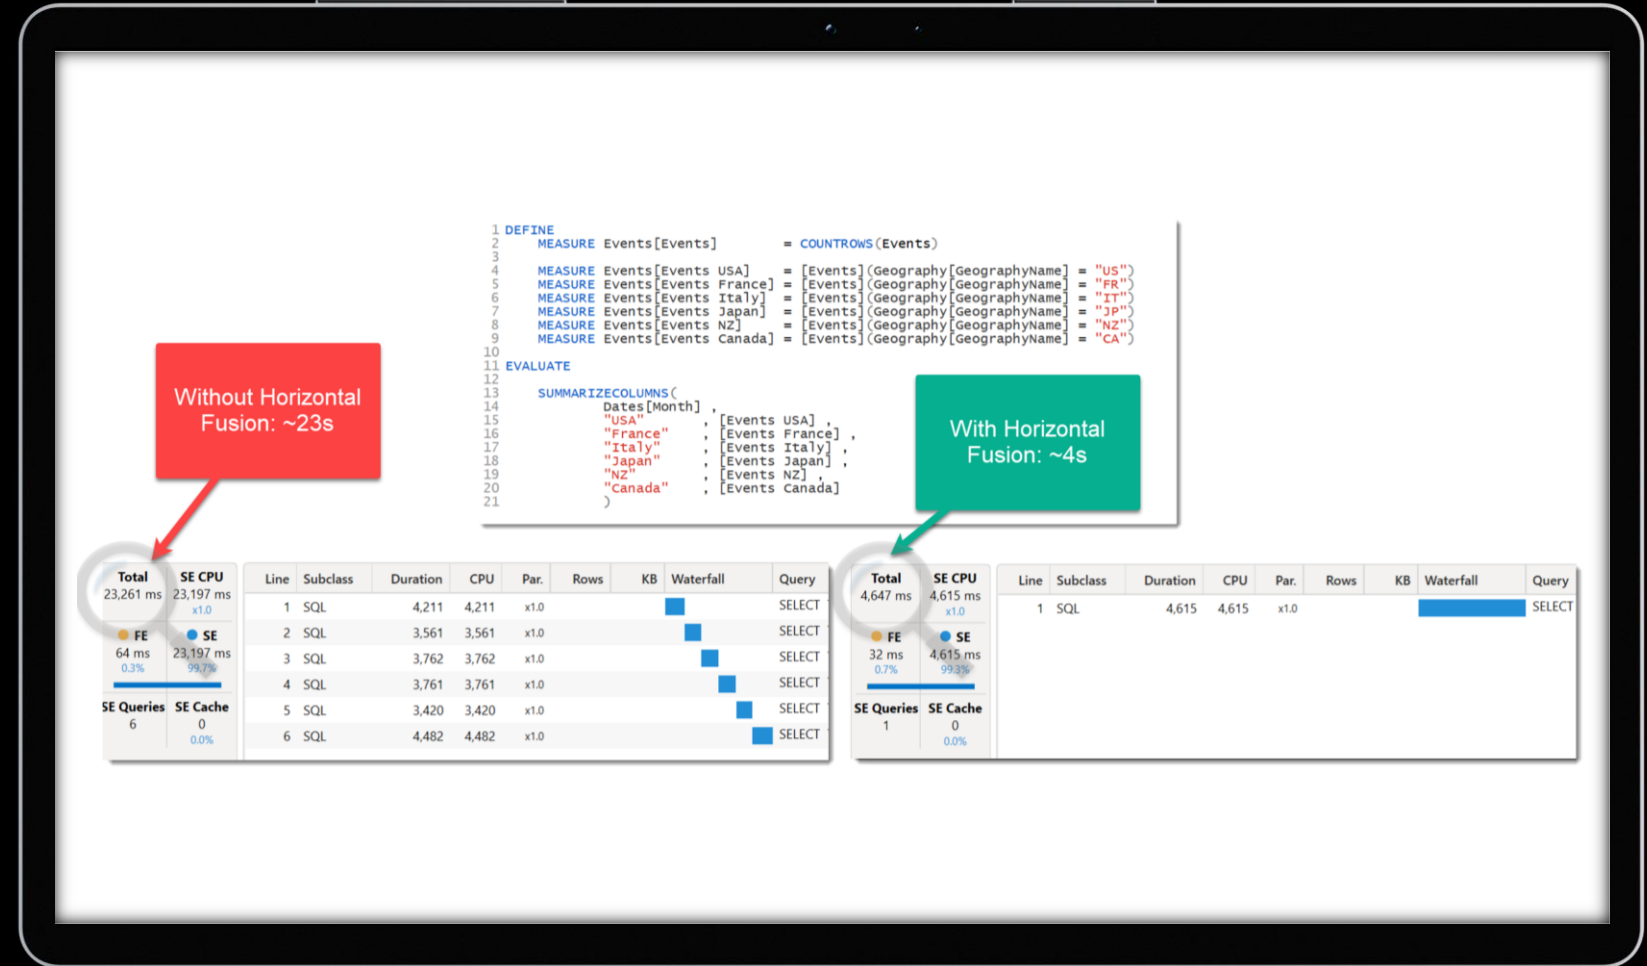 1 DEFINE
2 MEASURE Events[Events] = COUNTROWS(Events)
3
4 MEASURE Events[Events USA] = [Events](Geography[GeographyName] = "US")
5 MEASURE Events[Events France] = [Events](Geography[GeographyName] = "FR")
6 MEASURE Events[Events Italy] = [Events](Geography[GeographyName] = "IT")
7 MEASURE Events[Events Japan] = [Events](Geography[GeographyName] = "JP")
8 MEASURE Events[Events NZ] = [Events](Geography[GeographyName] = "NZ")
9 MEASURE Events[Events Canada] = [Events](Geography[GeographyName] = "CA")
10
11 EVALUATE
12
13 SUMMARIZECOLUMNS(
14 Dates[Month] ,
15 "USA" , [Events USA] ,
16 "France" , [Events France] ,
17 "Italy" , [Events Italy] ,
18 "Japan" , [Events Japan] ,
19 "NZ" , [Events NZ] ,
20 "Canada" , [Events Canada]
21 )
Without Horizontal
Fusion: ~23s
With Horizontal
Fusion: ~4s
Total SE CPU
23,261 ms 23,197 ms
x1.0
FE SE
64 ms 23,197 ms
0.3% 99.7%
SE Queries SE Cache
6 0
0.0%
Line Subclass Duration CPU Par. Rows KB Waterfall Query
1 SQL 4,211 4,211 x1.0 SELECT
2 SQL 3,561 3,561 x1.0 SELECT
3 SQL 3,762 3,762 x1.0 SELECT
4 SQL 3,761 3,761 x1.0 SELECT
5 SQL 3,420 3,420 x1.0 SELECT
6 SQL 4,482 4,482 x1.0 SELECT
Total SE CPU
4,647 ms 4,615 ms
x1.0
FE SE
32 ms 4,615 ms
0.7% 99.3%
SE Queries SE Cache
1 0
0.0%
Line Subclass Duration CPU Par. Rows KB Waterfall Query
1 SQL 4,615 4,615 x1.0 SELECT